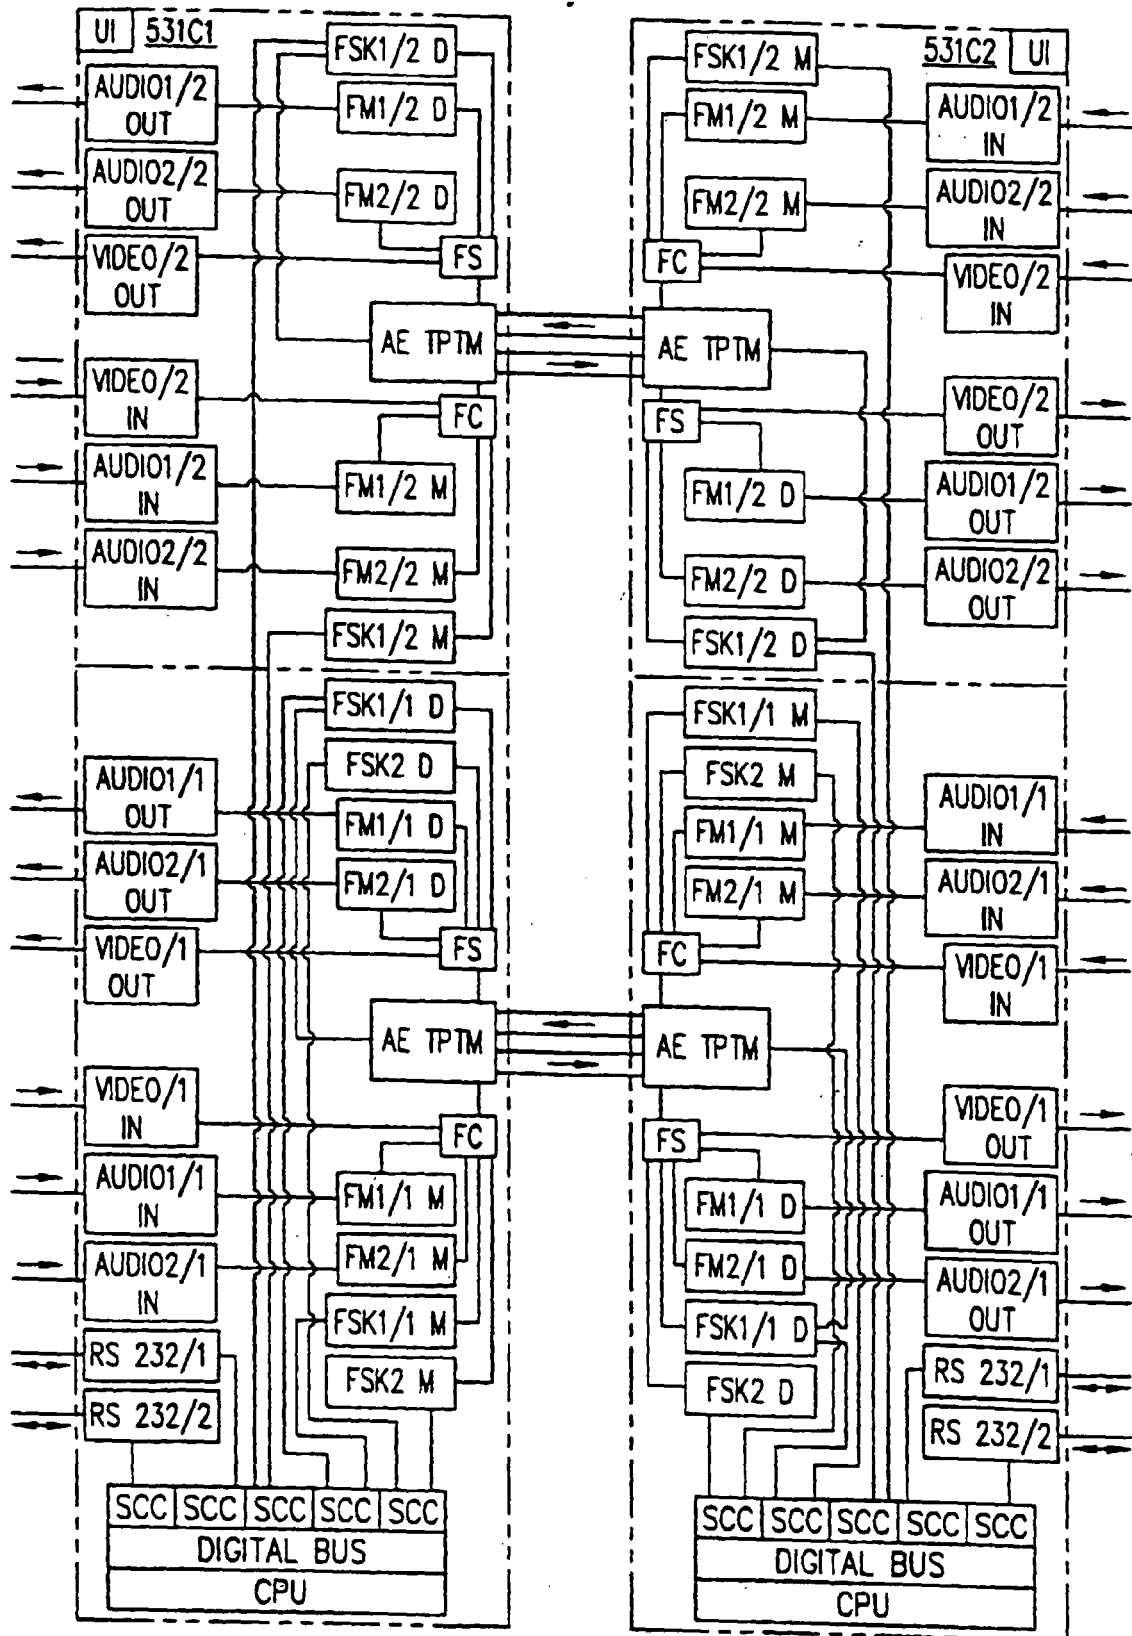 UI 531C1
FSK1/2 D
AUDIO1/2
OUT
FM1/2 D
AUDIO2/2
OUT
FM2/2 D
VIDEO/2
OUT
FS
AE TPTM
VIDEO/2
IN
FC
AUDIO1/2
IN
FM1/2 M
AUDIO2/2
IN
FM2/2 M
FSK1/2 M
FSK1/1 D
FSK2 D
AUDIO1/1
OUT
FM1/1 D
AUDIO2/1
OUT
FM2/1 D
VIDEO/1
OUT
FS
AE TPTM
VIDEO/1
IN
FC
AUDIO1/1
IN
FM1/1 M
AUDIO2/1
IN
FM2/1 M
FSK1/1 M
RS 232/1
FSK2 M
RS 232/2
SCC SCC SCC SCC SCC
DIGITAL BUS
CPU
531C2 UI
FSK1/2 M
FM1/2 M
AUDIO1/2
IN
FM2/2 M
AUDIO2/2
IN
FC
VIDEO/2
IN
AE TPTM
FS
VIDEO/2
OUT
FM1/2 D
AUDIO1/2
OUT
FM2/2 D
AUDIO2/2
OUT
FSK1/2 D
FSK1/1 M
FSK2 M
FM1/1 M
AUDIO1/1
IN
FM2/1 M
AUDIO2/1
IN
FC
VIDEO/1
IN
AE TPTM
FS
VIDEO/1
OUT
FM1/1 D
AUDIO1/1
OUT
FM2/1 D
AUDIO2/1
OUT
FSK1/1 D
RS 232/1
FSK2 D
RS 232/2
SCC SCC SCC SCC SCC
DIGITAL BUS
CPU